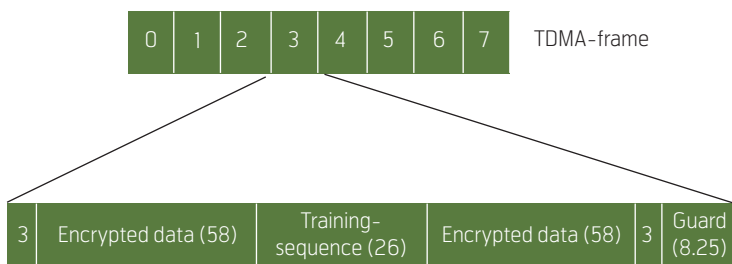 0 1 2 3 4 5 6 7 TDMA-frame
3 Encrypted data (58) Training- Encrypted data (58) 3 Guard
sequence (26) (8.25)